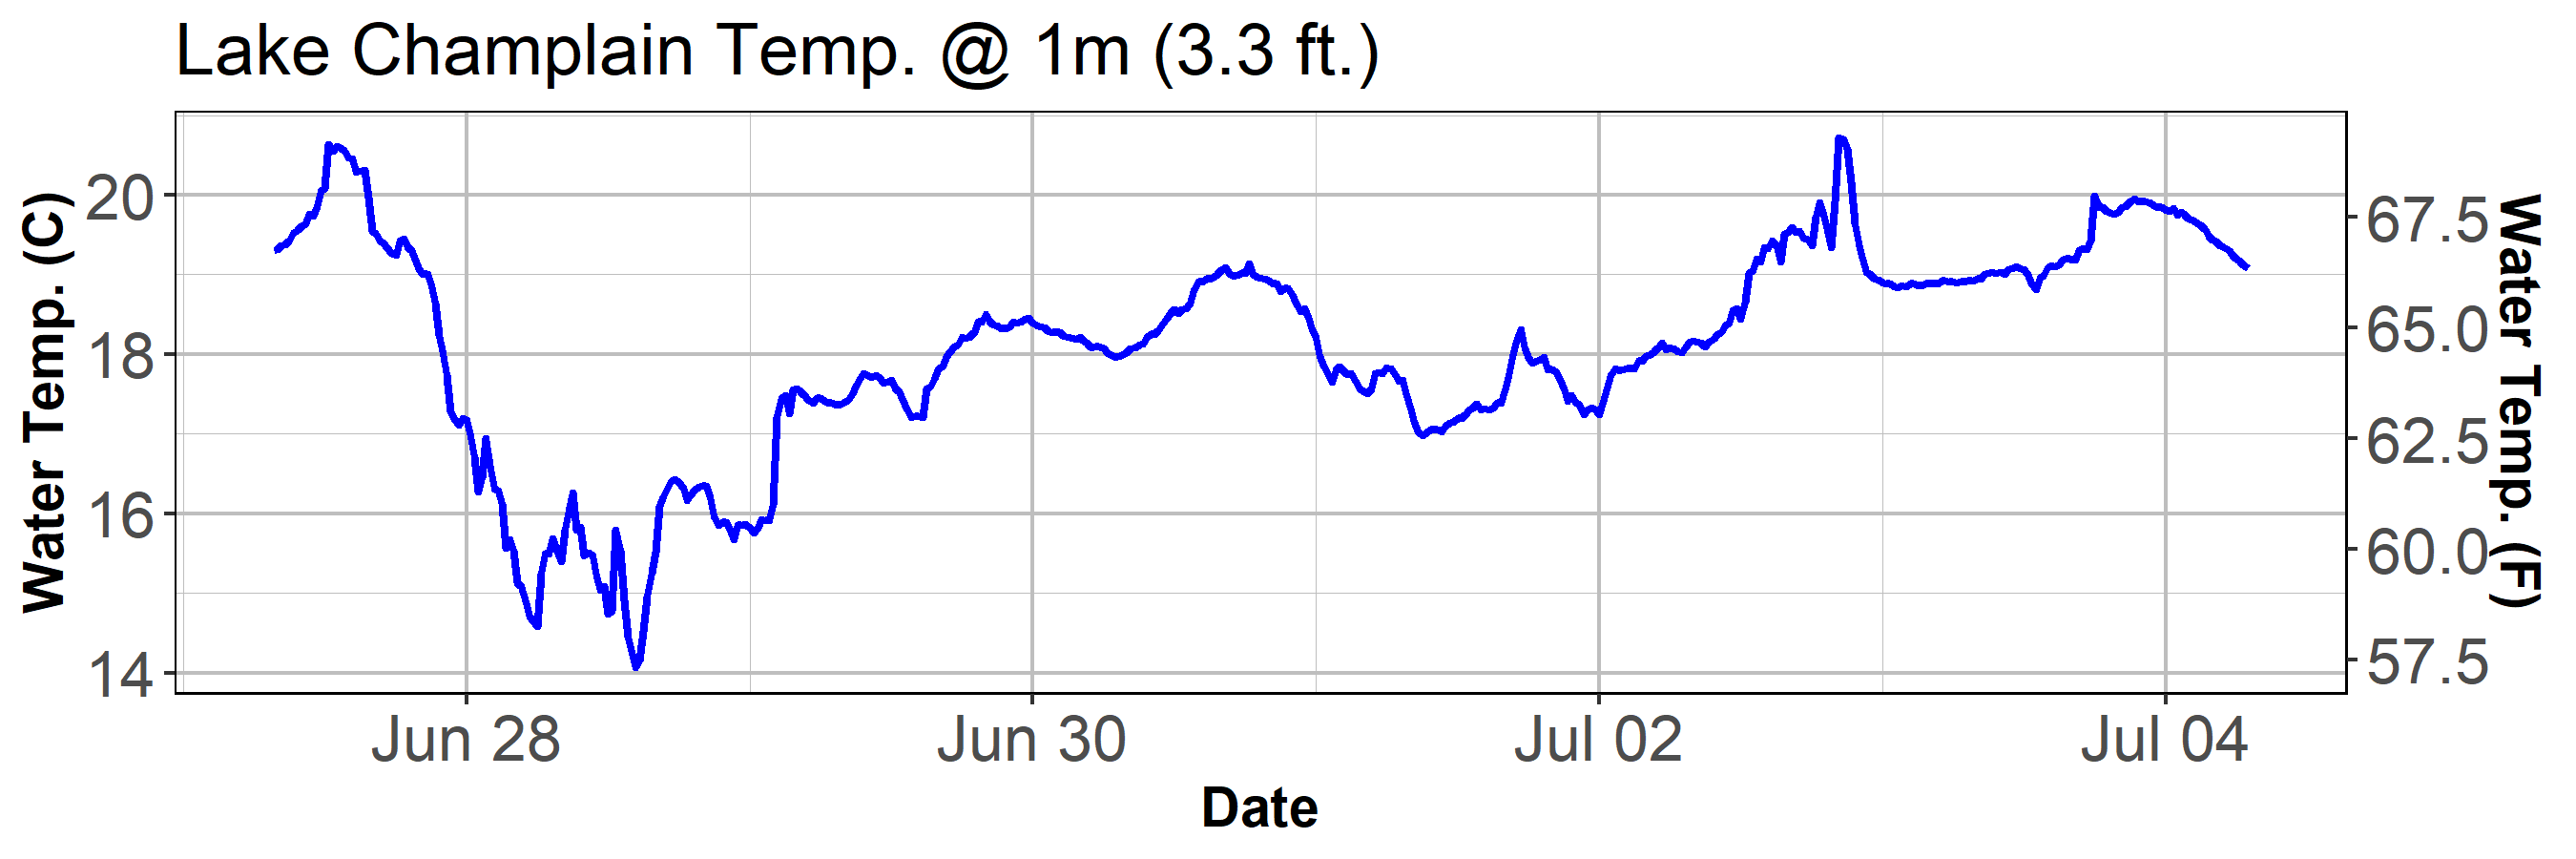 Lake Champlain Temp. @ 1m (3.3 ft.)
Water Temp. (C)
20
18
16
14
67.5
65.0
62.5
60.0
57.5
Water Temp. (F)
Jun 28
Jun 30
Jul 02
Jul 04
Date